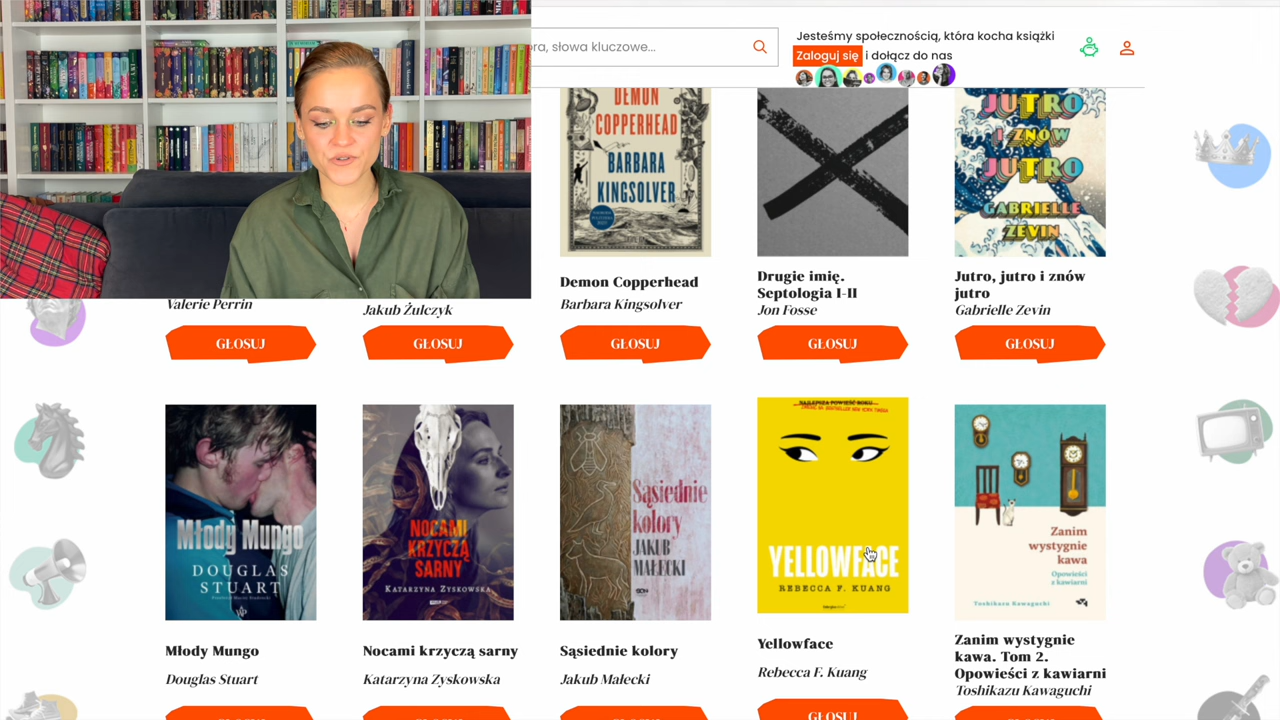 ora, słowa kluczowe...
Jesteśmy społecznością, która kocha książki
Zaloguj się i dołącz do nas
DEMON
COPPERHEAD
BARBARA
KINGSOLVER
JUTRO
I ZNÓW
JUTRO
GABRIELLE
ZEVIN
Valerie Perrin
Jakub Żulczyk
Demon Copperhead
Barbara Kingsolver
Drugie imię.
Septologia I-II
Jon Fosse
Jutro, jutro i znów
jutro
Gabrielle Zevin
GŁOSUJ
GŁOSUJ
GŁOSUJ
GŁOSUJ
GŁOSUJ
Młody Mungo
DOUGLAS
STUART
NOCAMI
KRZYCZĄ
SARNY
KATARZYNA ZYSKOWSKA
Sąsiednie
kolory
JAKUB
MAŁECKI
YELLOWFACE
REBECCA F. KUANG
Zanim
wystygnie
kawa
Opowieści
z kawiarni
Toshikazu Kawaguchi
Młody Mungo
Douglas Stuart
Nocami krzyczą sarny
Katarzyna Zyskowska
Sąsiednie kolory
Jakub Małecki
Yellowface
Rebecca F. Kuang
Zanim wystygnie
kawa. Tom 2.
Opowieści z kawiarni
Toshikazu Kawaguchi
GŁOSUJ